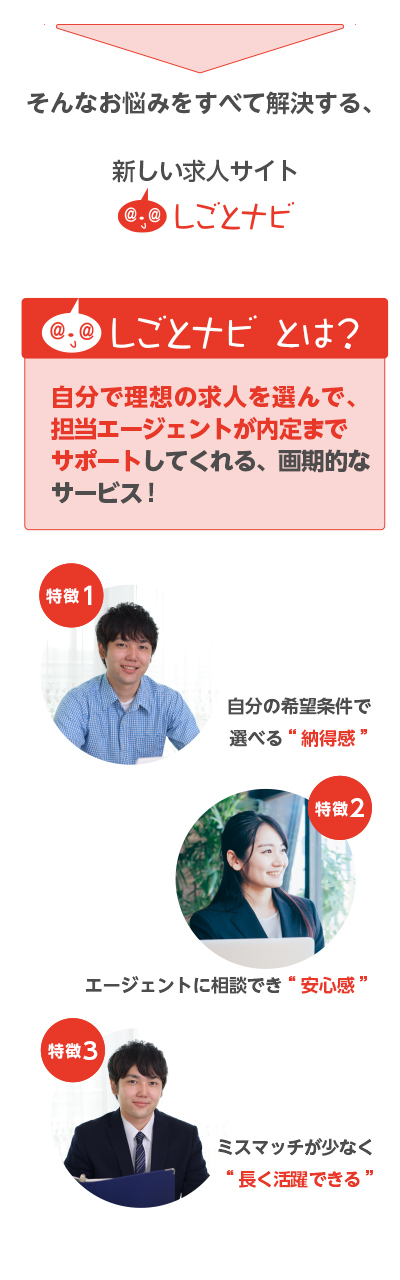 そんなお悩みをすべて解決する、
新しい求人サイト
@ @ しごとナビ
@ @ しごとナビ とは?
自分で理想の求人を選んで、
担当エージェントが内定まで
サポートしてくれる、画期的な
サービス!
特徴1
自分の希望条件で
選べる“納得感”
特徴2
エージェントに相談でき“安心感”
特徴3
ミスマッチが少なく
“長く活躍できる”